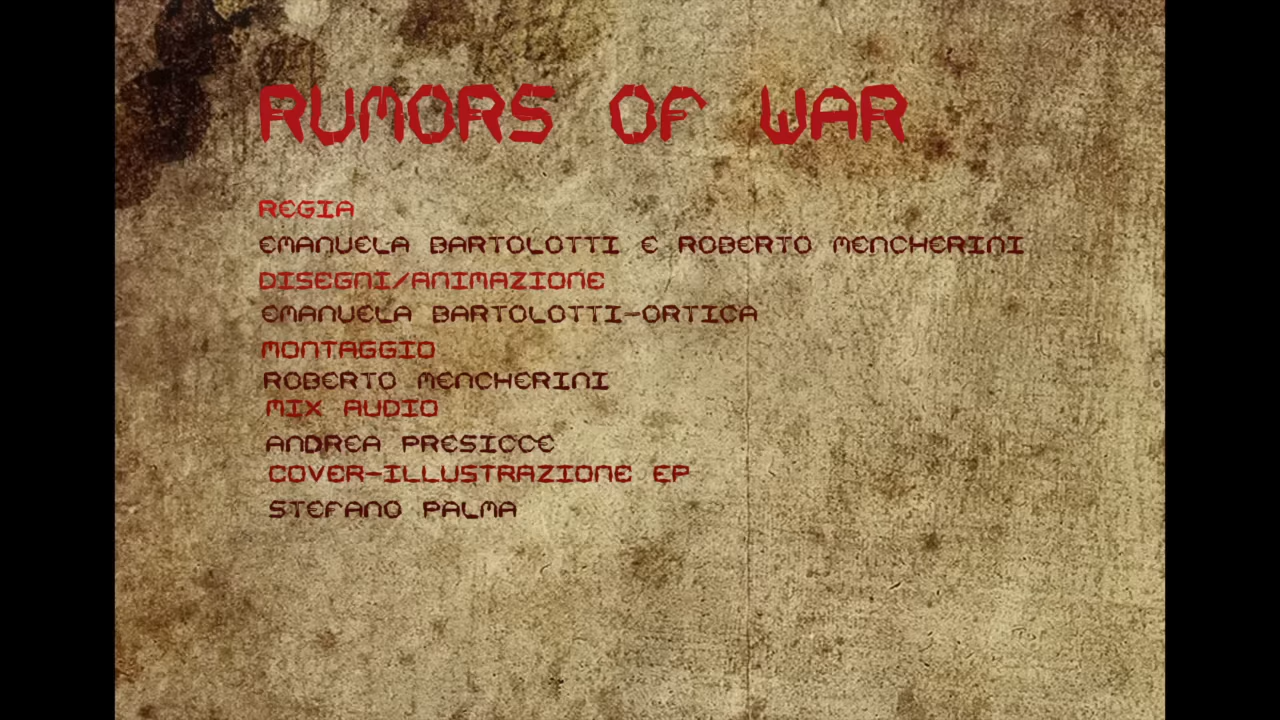 RUMORS OF WAR
REGIA
EMANUELA BARTOLOTTI E ROBERTO MENCHERINI
DISEGNI/ANIMAZIONE
EMANUELA BARTOLOTTI-ORTICA
MONTAGGIO
ROBERTO MENCHERINI
MIX AUDIO
ANDREA PRESICCE
COVER-ILLUSTRAZIONE EP
STEFANO PALMA